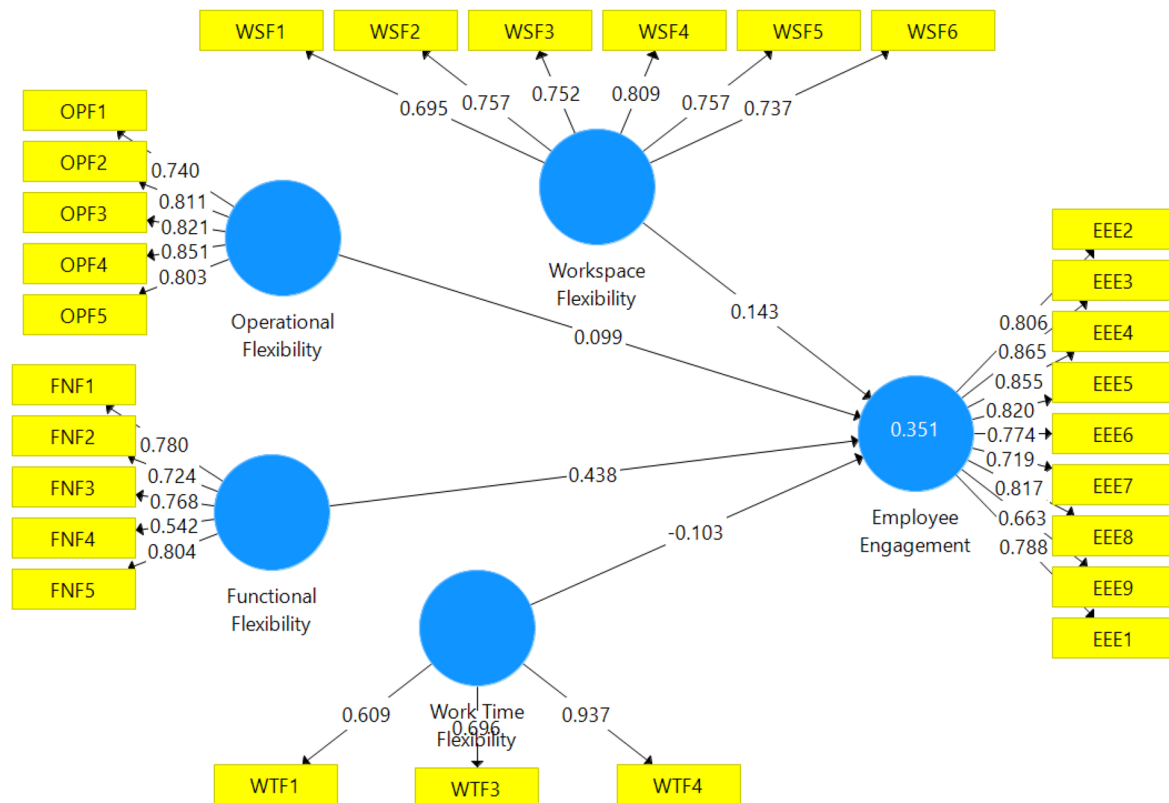 WSF1 WSF2 WSF3 WSF4 WSF5 WSF6
0.695 0.757 0.752 0.809 0.757 0.737
OPF1
OPF2
OPF3
OPF4
OPF5
0.740
0.811
0.821
0.851
0.803
Operational
Flexibility
Workspace
Flexibility
0.099
0.143
FNF1
FNF2
FNF3
FNF4
FNF5
0.780
0.724
0.768
0.542
0.804
Functional
Flexibility
0.438
-0.103
0.351
Employee
Engagement
0.806
0.865
0.855
0.820
0.774
0.719
0.817
0.663
0.788
EEE2
EEE3
EEE4
EEE5
EEE6
EEE7
EEE8
EEE9
EEE1
Work Time
Flexibility
0.609 0.696 0.937
WTF1 WTF3 WTF4